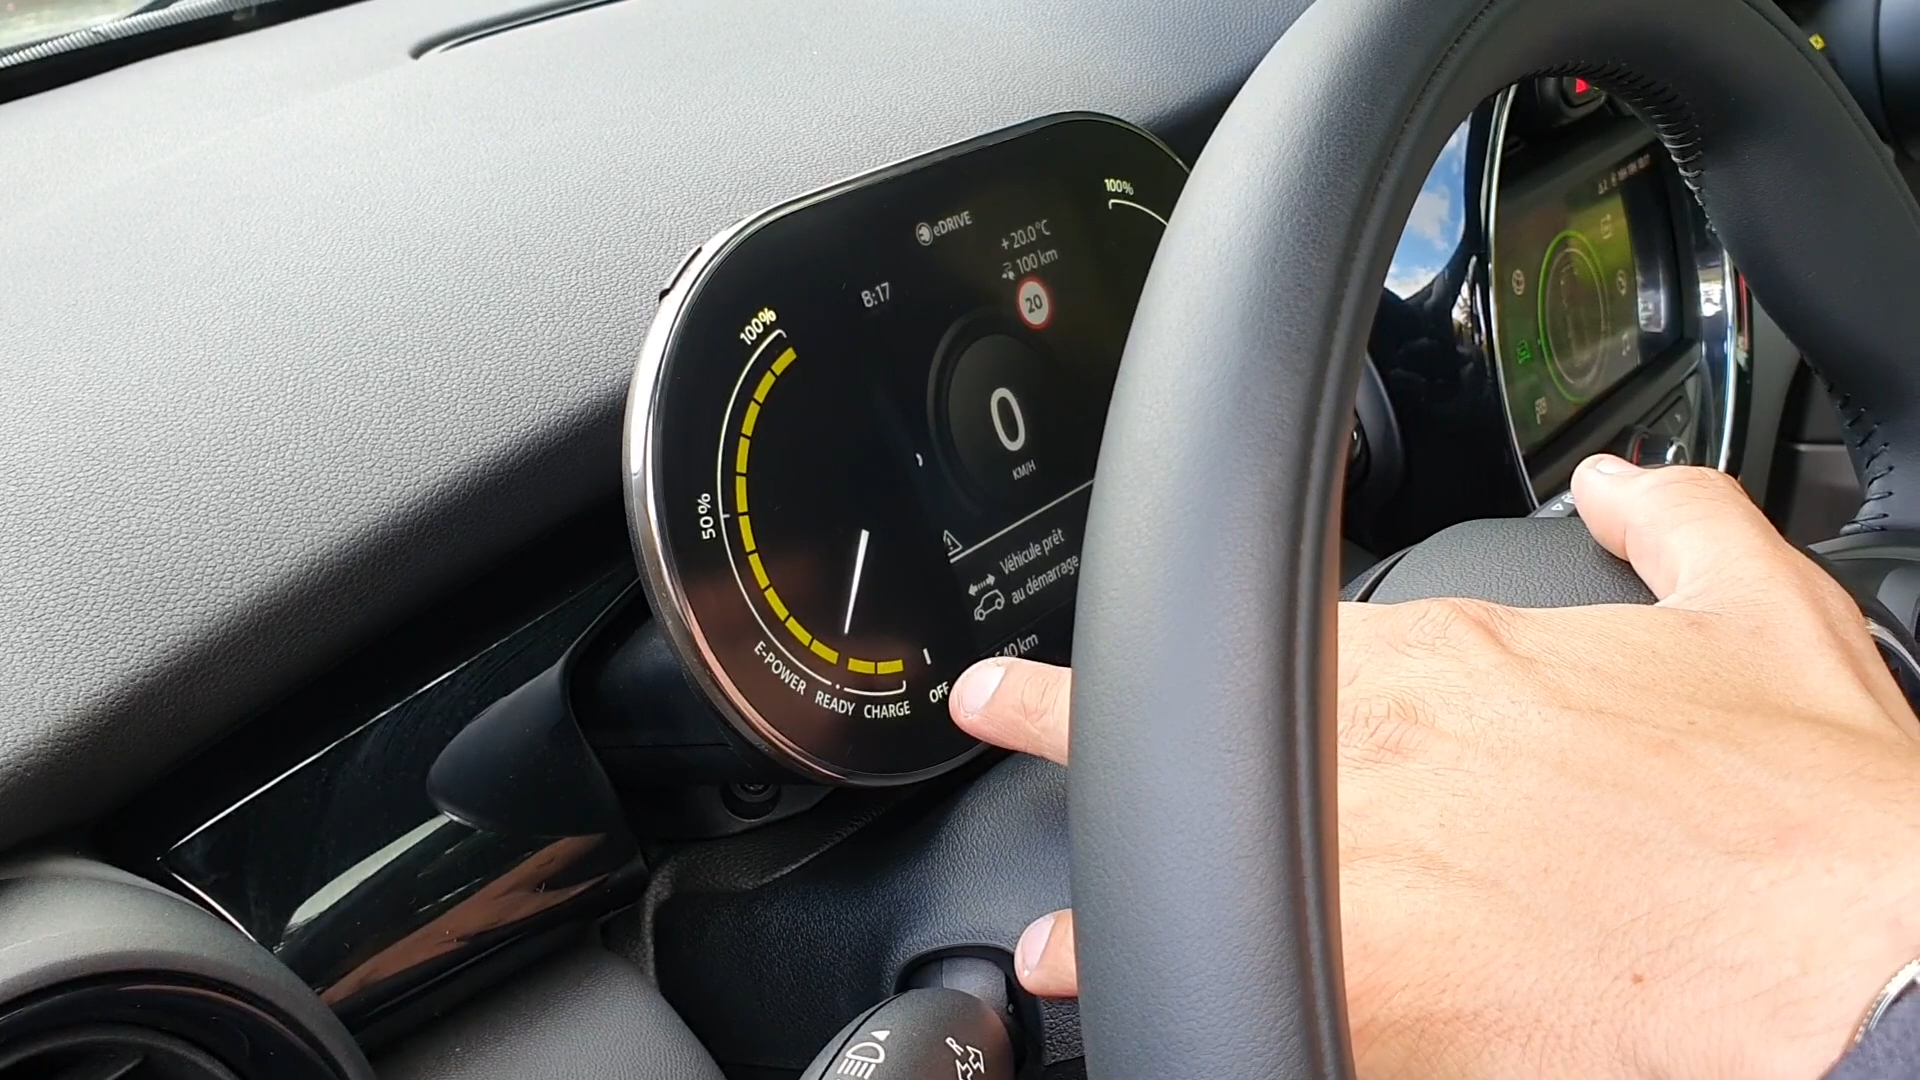 eDRIVE
8:17
+20.0°C
100 km
20
100%
100%
50%
0
KM/H
Véhicule prêt
au démarrage
E-POWER
READY
CHARGE
OFF
R